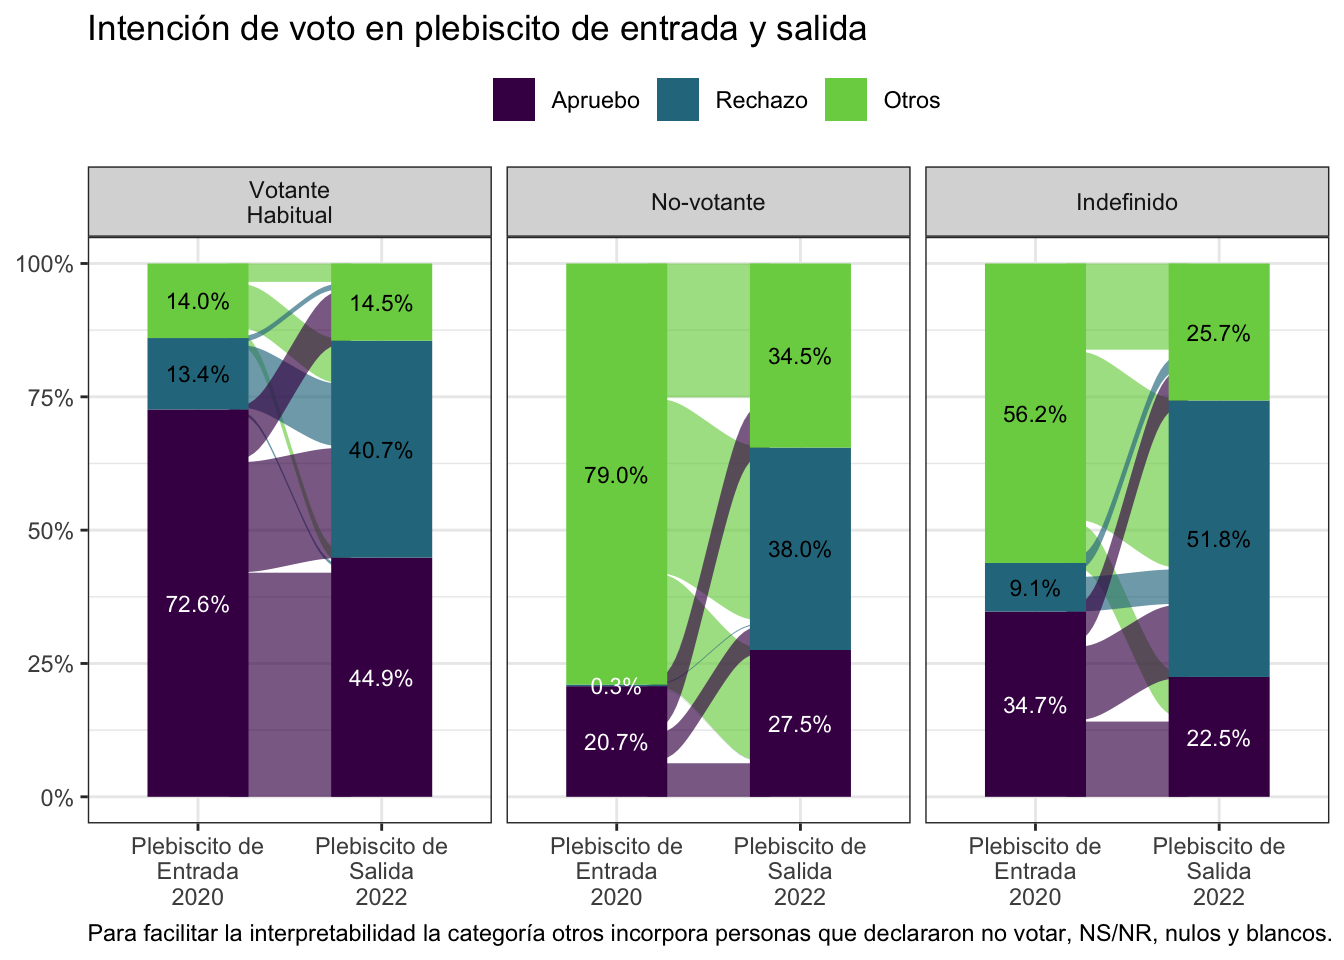 Intención de voto en plebiscito de entrada y salida
Apruebo Rechazo Otros
Votante
Habitual
No-votante
Indefinido
100%
75%
50%
25%
0%
14.0%
13.4%
72.6%
14.5%
40.7%
44.9%
79.0%
0.3%
20.7%
34.5%
38.0%
27.5%
56.2%
9.1%
34.7%
25.7%
51.8%
22.5%
Plebiscito de
Entrada
2020
Plebiscito de
Salida
2022
Plebiscito de
Entrada
2020
Plebiscito de
Salida
2022
Plebiscito de
Entrada
2020
Plebiscito de
Salida
2022
Para facilitar la interpretabilidad la categoría otros incorpora personas que declararon no votar, NS/NR, nulos y blancos.